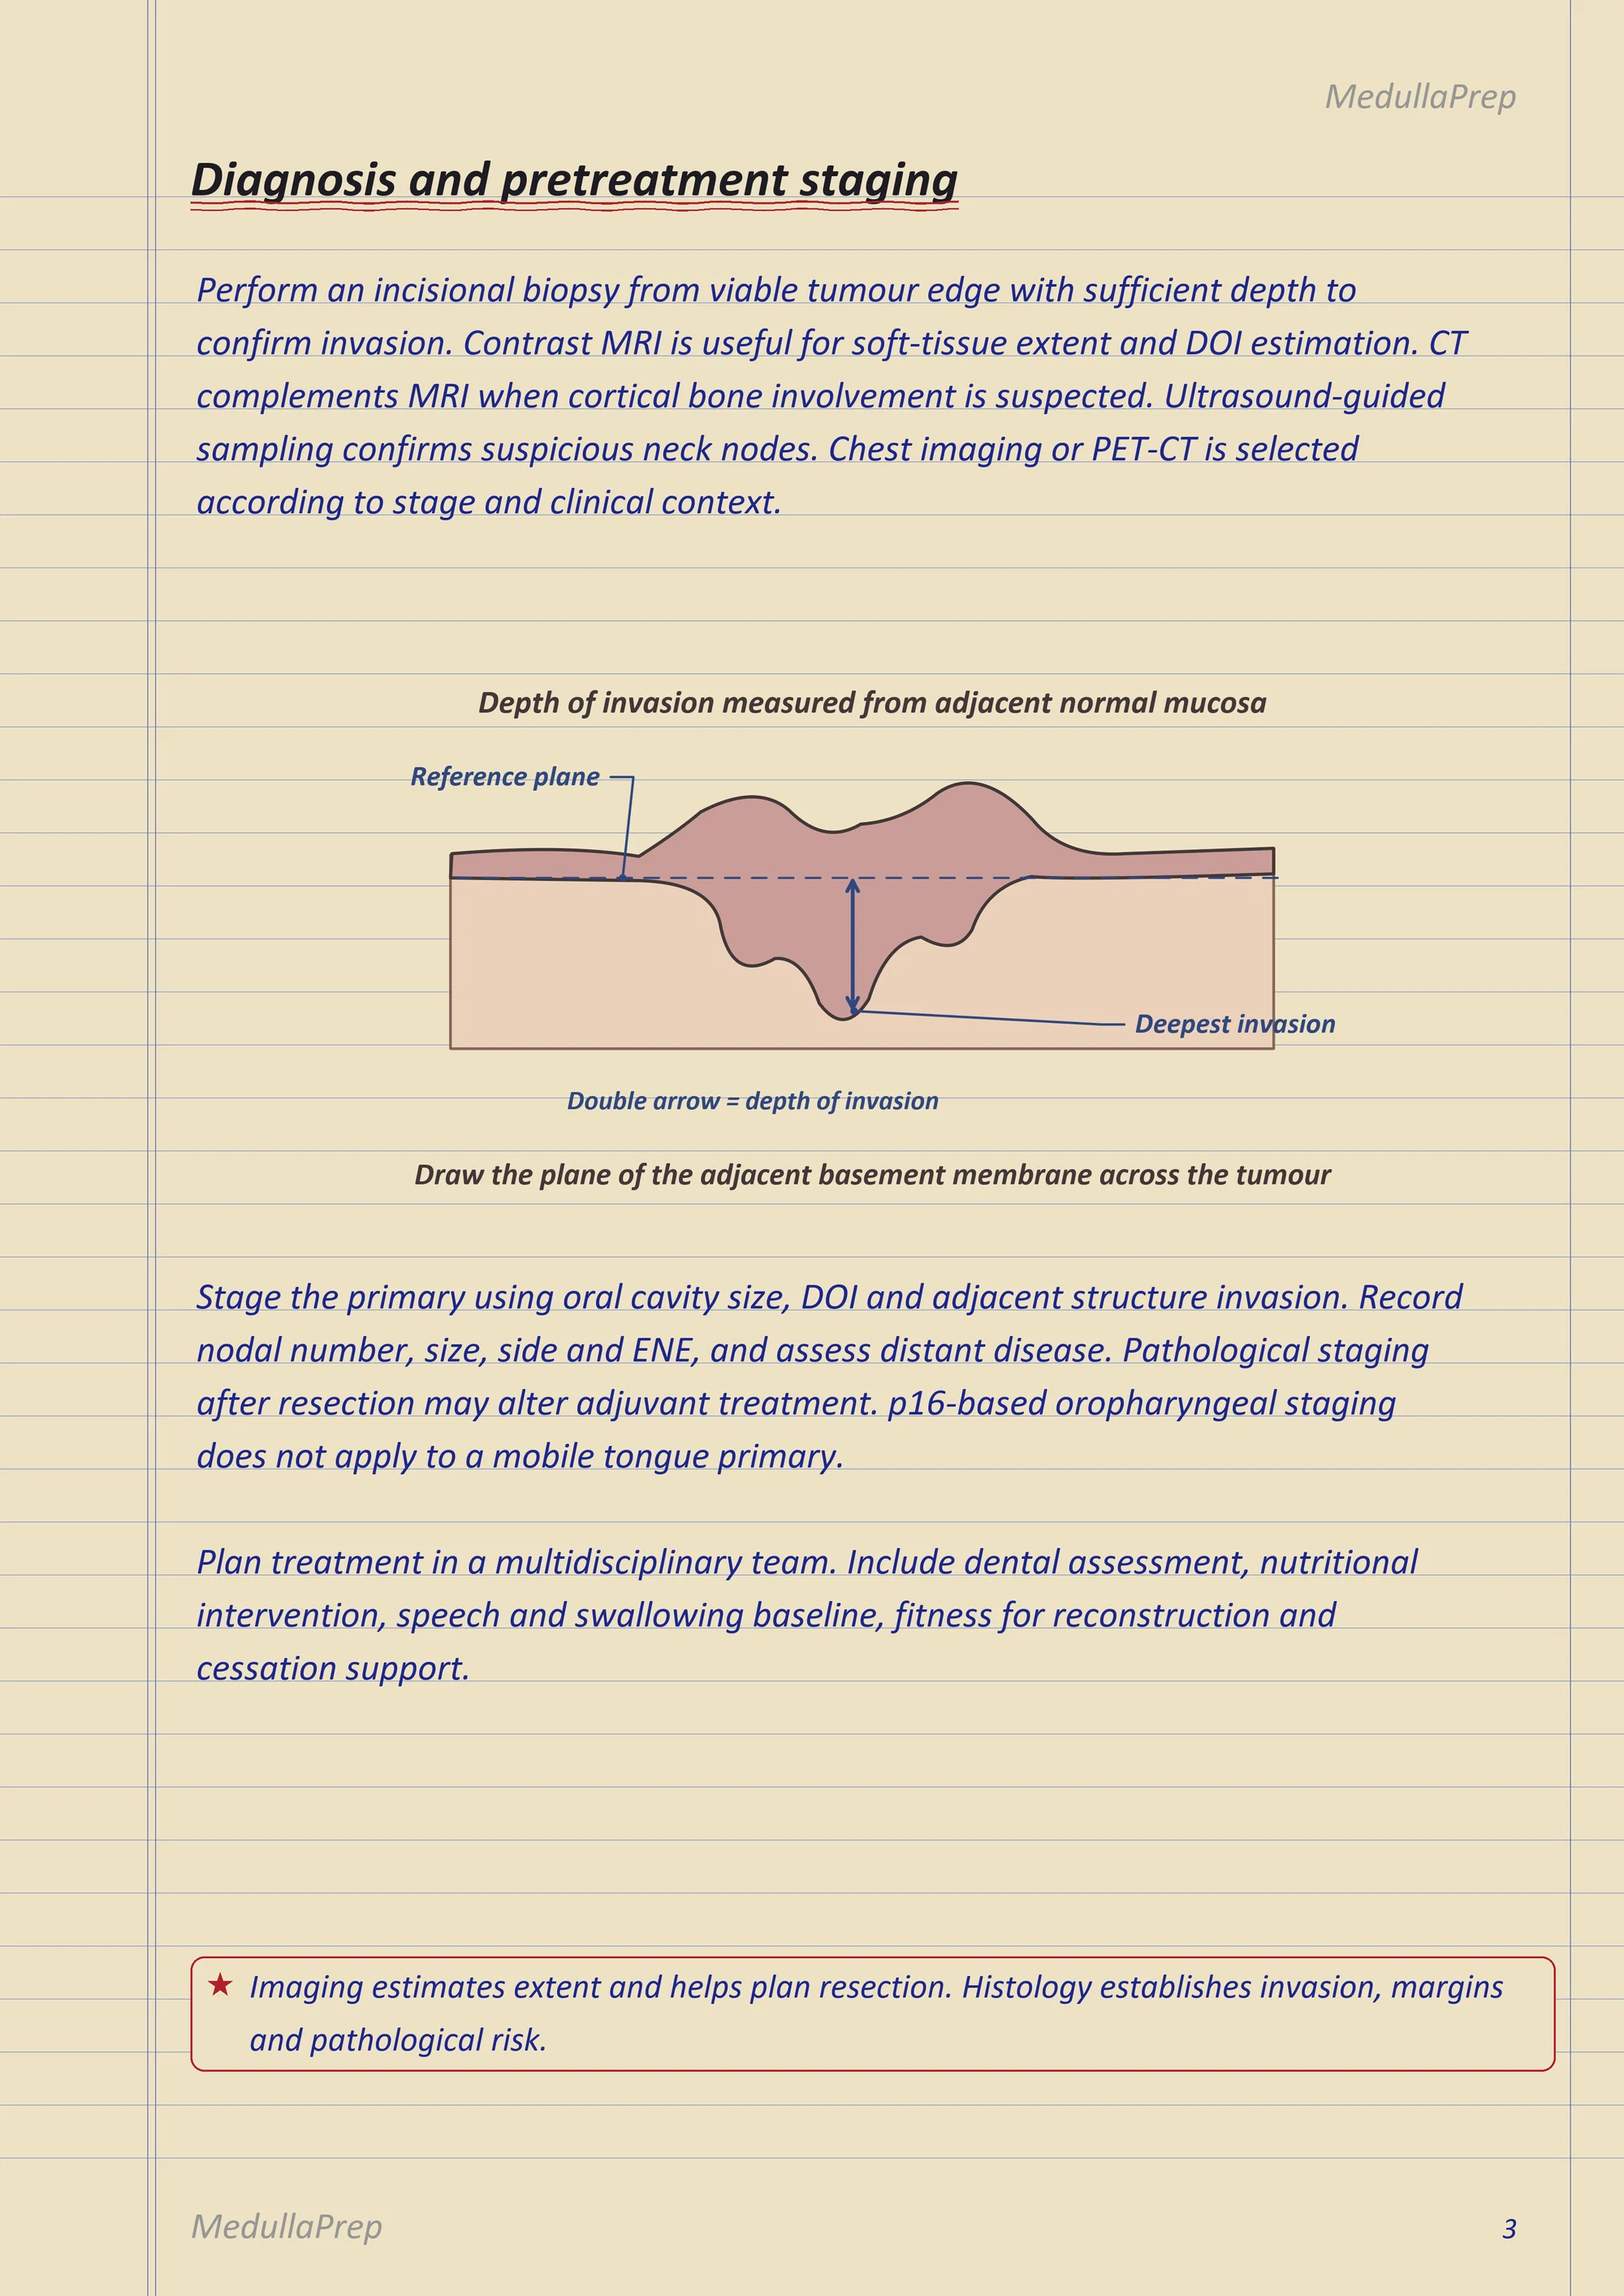 MedullaPrep
Diagnosis and pretreatment staging
Perform an incisional biopsy from viable tumour edge with sufficient depth to
confirm invasion. Contrast MRI is useful for soft-tissue extent and DOI estimation. CT
complements MRI when cortical bone involvement is suspected. Ultrasound-guided
sampling confirms suspicious neck nodes. Chest imaging or PET-CT is selected
according to stage and clinical context.
Depth of invasion measured from adjacent normal mucosa
Reference plane
Deepest invasion
Double arrow = depth of invasion
Draw the plane of the adjacent basement membrane across the tumour
Stage the primary using oral cavity size, DOI and adjacent structure invasion. Record
nodal number, size, side and ENE, and assess distant disease. Pathological staging
after resection may alter adjuvant treatment. p16-based oropharyngeal staging
does not apply to a mobile tongue primary.
Plan treatment in a multidisciplinary team. Include dental assessment, nutritional
intervention, speech and swallowing baseline, fitness for reconstruction and
cessation support.
★ Imaging estimates extent and helps plan resection. Histology establishes invasion, margins
and pathological risk.
MedullaPrep
3